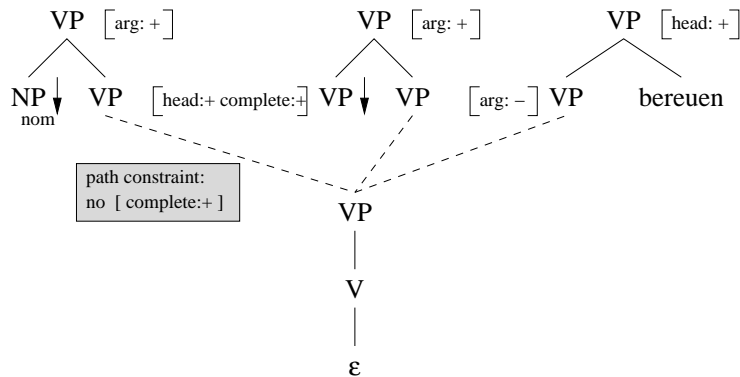 VP [arg: +] VP [arg: +] VP [head: +]
NP↓ VP [head:+ complete:+] VP↓ VP [arg: −] VP bereuen
nom
path constraint:
no [ complete:+ ]
VP
V
ε